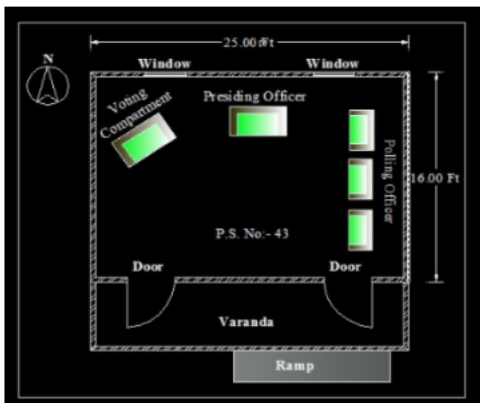 25.00 Ft
N
Window
Window
Voting
Compartment
Presiding Officer
Polling Officer
16.00 Ft
P.S. No:- 43
Door
Door
Varanda
Ramp